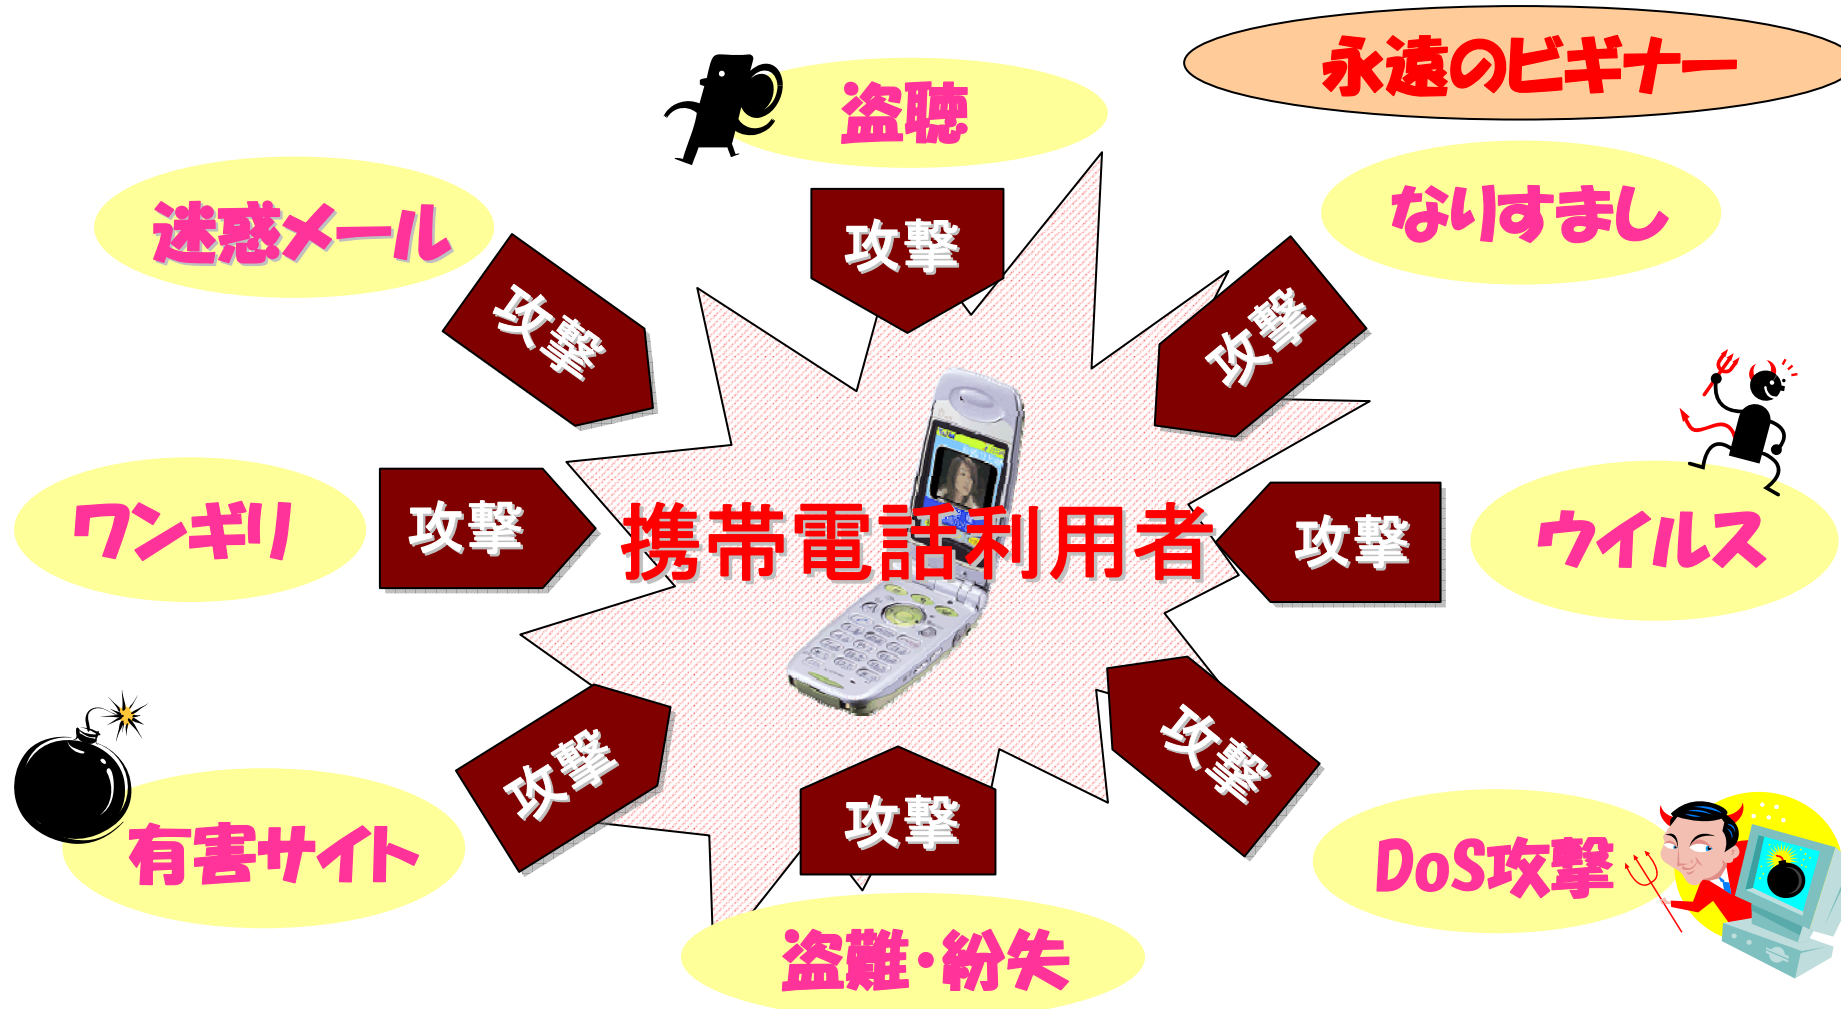 永遠のビギナー
盗聴
なりすまし
迷惑メール
攻撃
攻撃
攻撃
ワンギリ
攻撃
携帯電話利用者
攻撃
ウイルス
攻撃
攻撃
攻撃
有害サイト
DoS攻撃
盗難・紛失